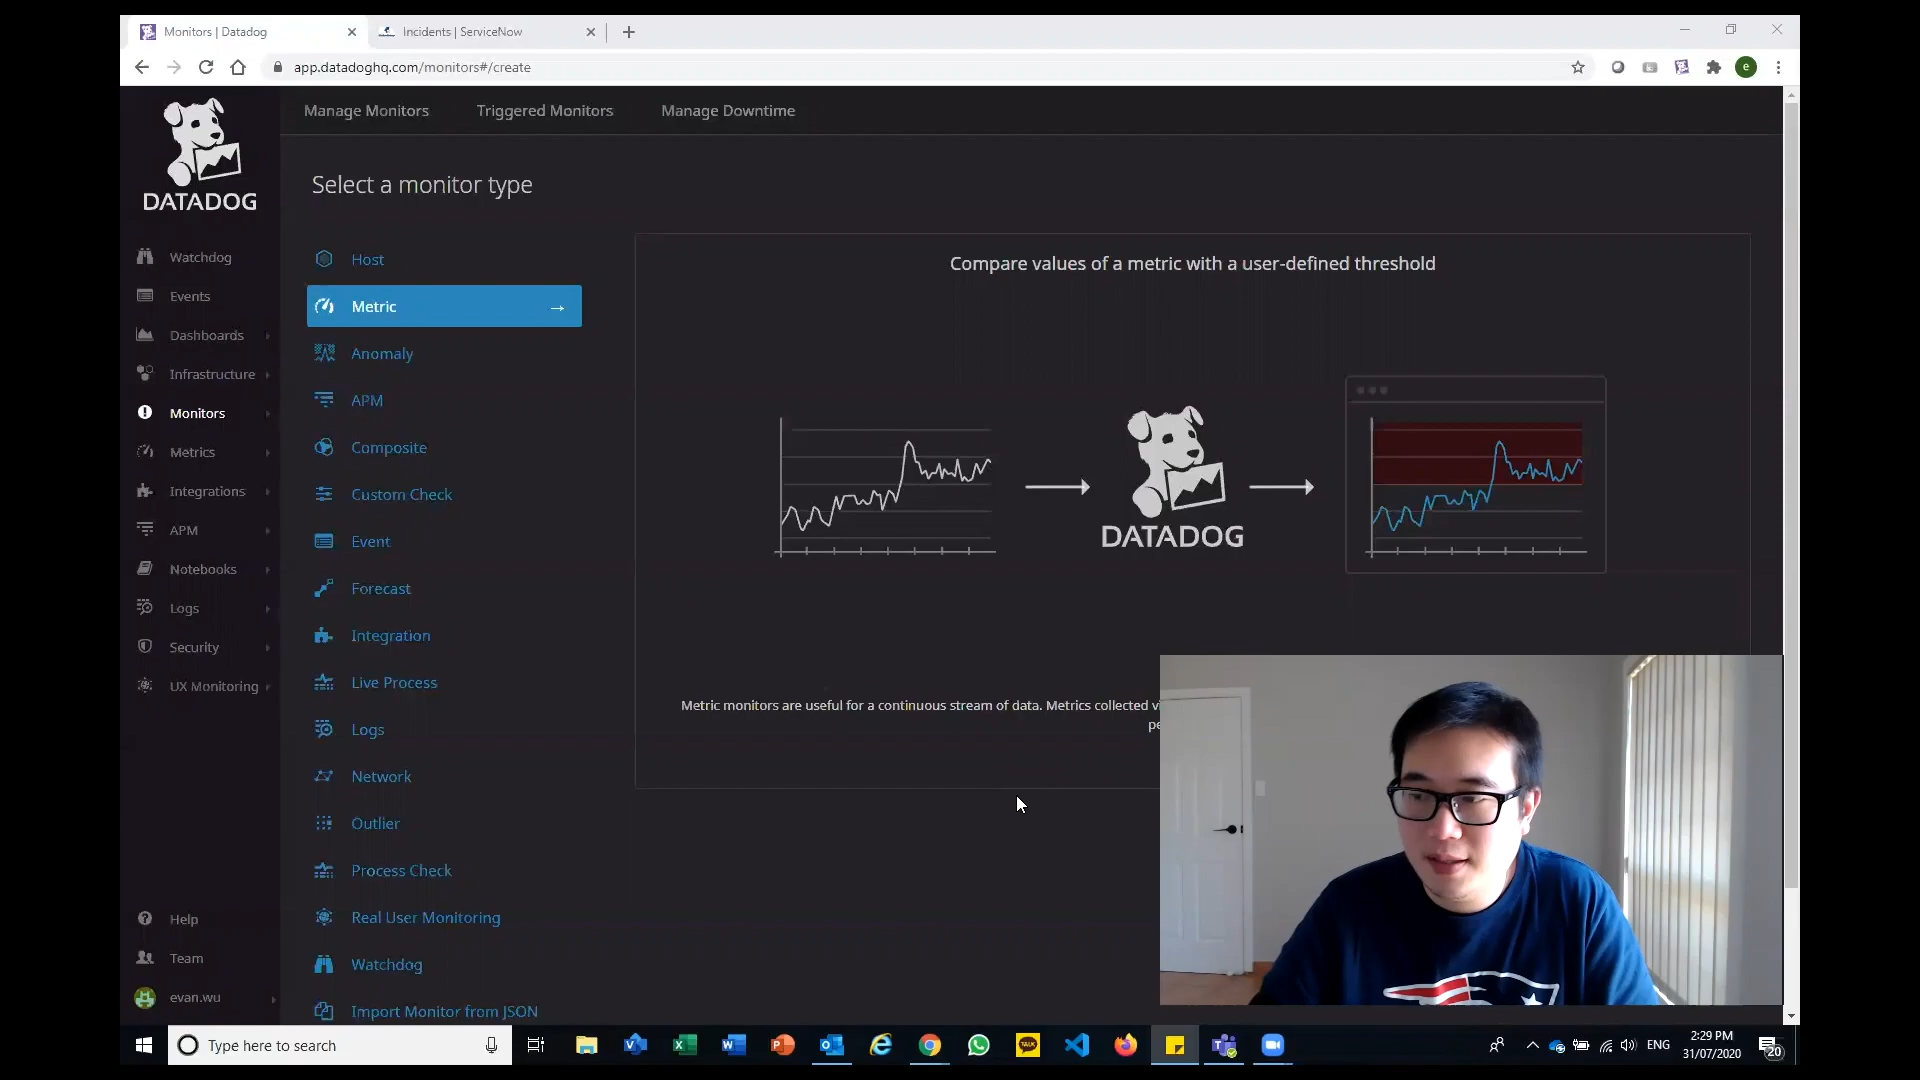 Monitors | Datadog
Incidents | ServiceNow
app.datadoghq.com/monitors#/create
e
Manage Monitors
Triggered Monitors
Manage Downtime
DATADOG
Select a monitor type
Watchdog
Events
Dashboards
Infrastructure
Monitors
Metrics
Integrations
APM
Notebooks
Logs
Security
UX Monitoring
Help
Team
evan.wu
Host
Metric
Anomaly
APM
Composite
Custom Check
Event
Forecast
Integration
Live Process
Logs
Network
Outlier
Process Check
Real User Monitoring
Watchdog
Import Monitor from JSON
Compare values of a metric with a user-defined threshold
DATADOG
Metric monitors are useful for a continuous stream of data. Metrics collected
Type here to search
ENG
2:29 PM
31/07/2020
20